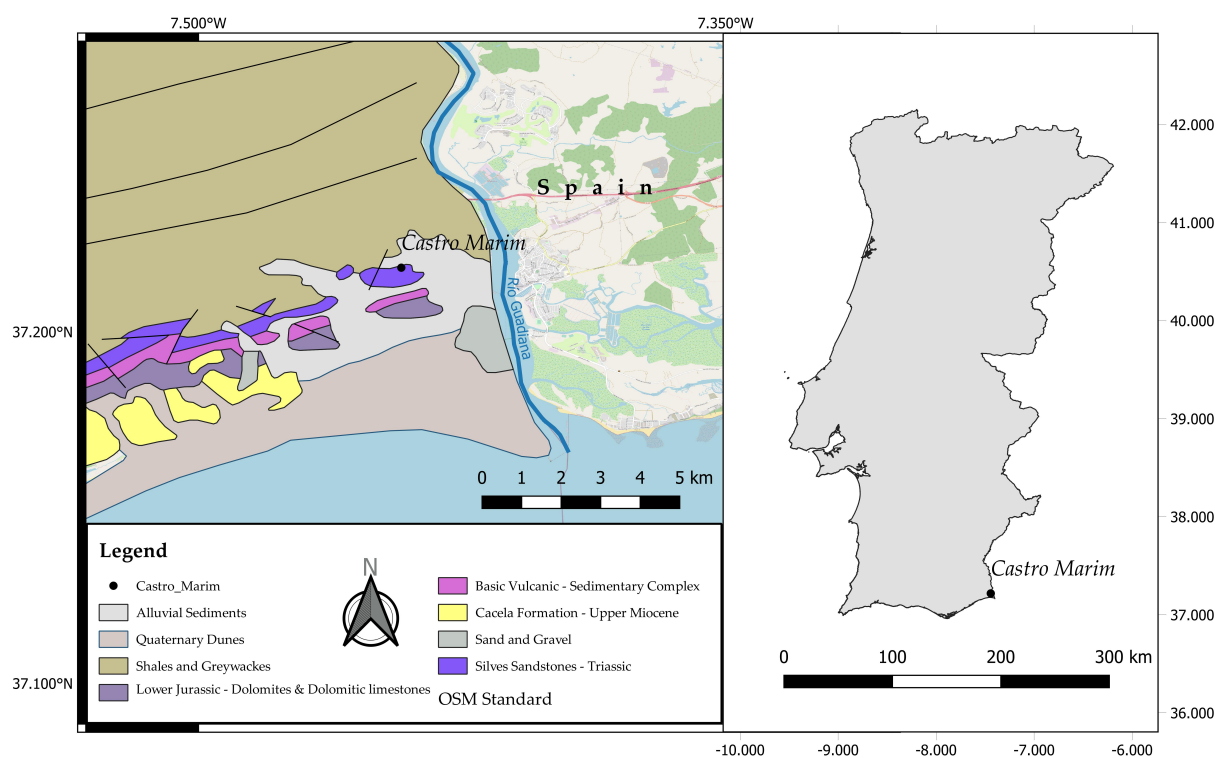 7.500°W
7.350°W
Spain
Castro Marim
Río Guadiana
37.200°N
0 1 2 3 4 5 km
37.100°N
Legend
N
Castro_Marim
Alluvial Sediments
Quaternary Dunes
Shales and Greywackes
Lower Jurassic - Dolomites & Dolomitic limestones
Basic Vulcanic - Sedimentary Complex
Cacela Formation - Upper Miocene
Sand and Gravel
Silves Sandstones - Triassic
OSM Standard
42.000
41.000
40.000
39.000
38.000
37.000
36.000
Castro Marim
0 100 200 300 km
-10.000 -9.000 -8.000 -7.000 -6.000